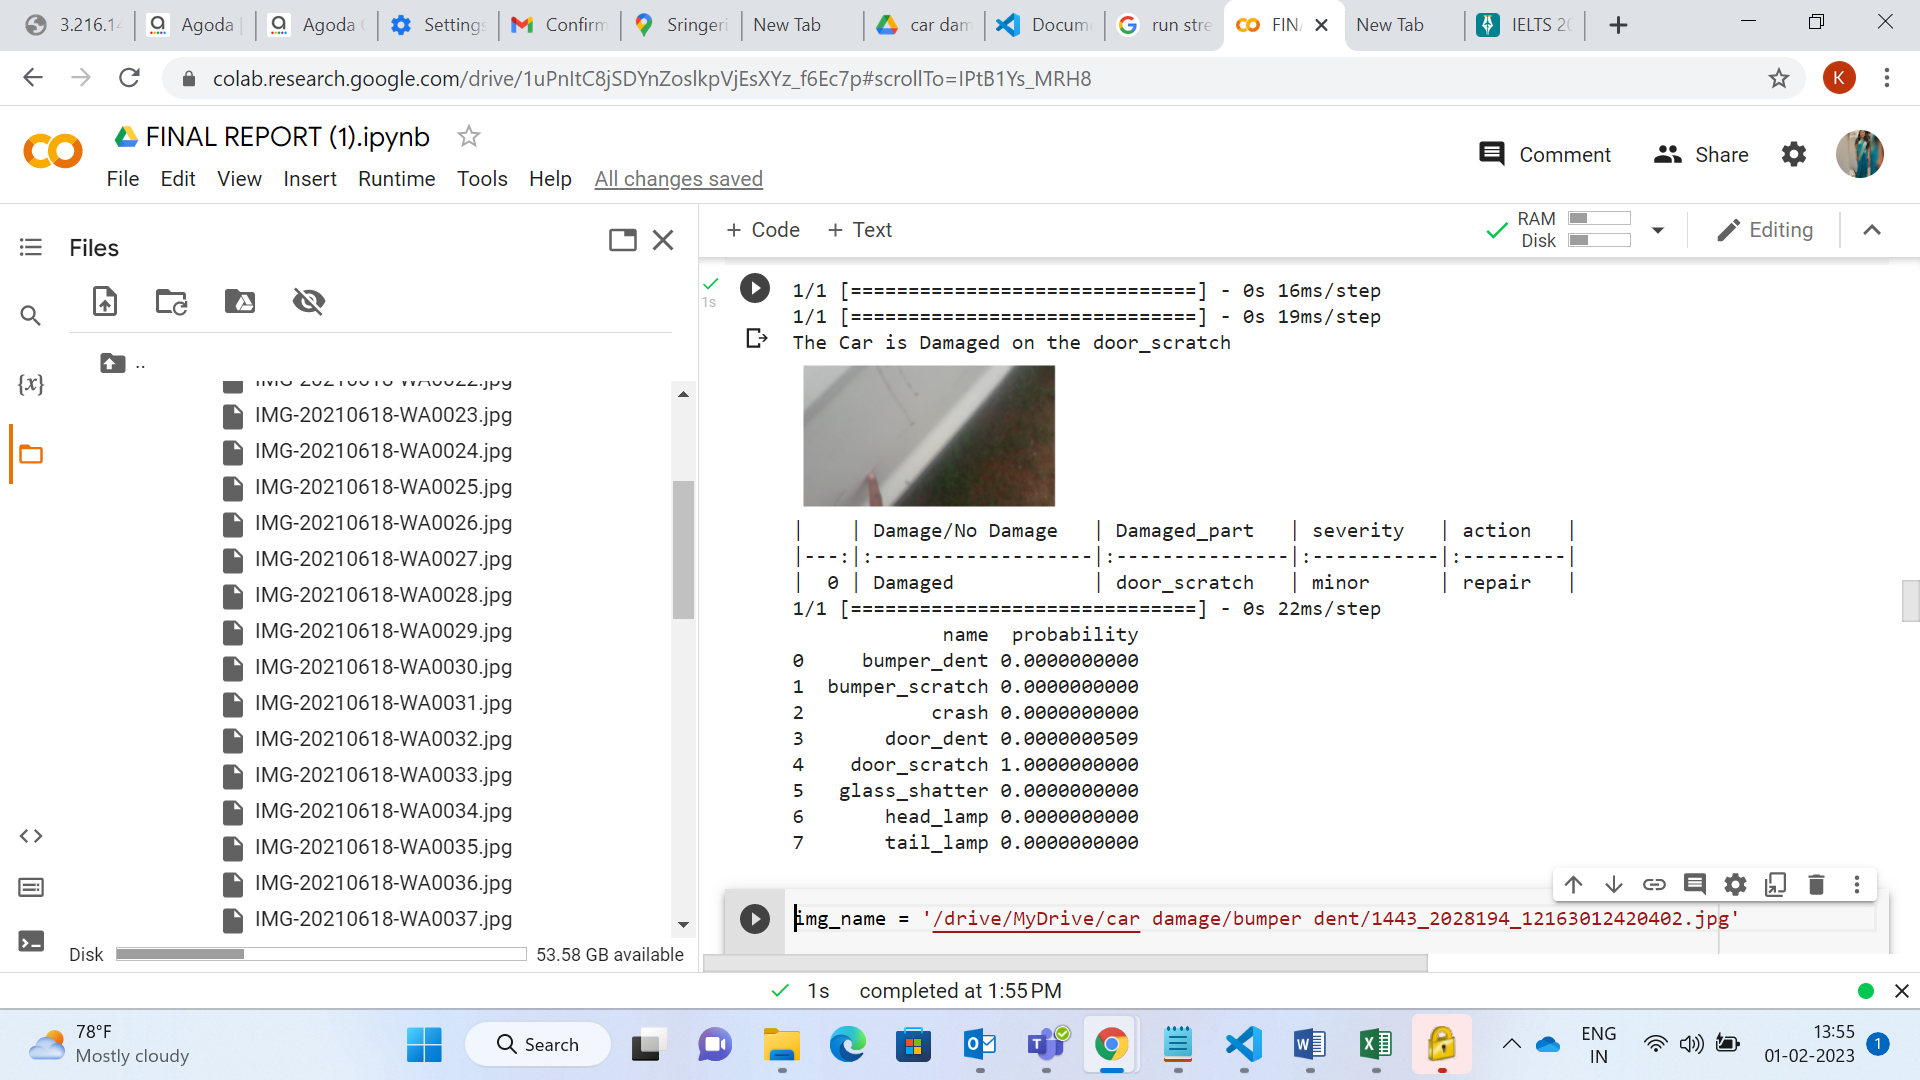 3.216.14
Agoda
Agoda
Settings
Confirm
Sringeri
New Tab
car dam
Docume
run stre
FIN
New Tab
IELTS 20
colab.research.google.com/drive/1uPnItC8jSDYnZoslkpVjEsXYz_f6Ec7p#scrollTo=IPtB1Ys_MRH8
K
FINAL REPORT (1).ipynb
File Edit View Insert Runtime Tools Help All changes saved
Comment
Share
Files
+ Code + Text
RAM
Disk
Editing
..
{x}
IMG-20210618-WA0022.jpg
IMG-20210618-WA0023.jpg
IMG-20210618-WA0024.jpg
IMG-20210618-WA0025.jpg
IMG-20210618-WA0026.jpg
IMG-20210618-WA0027.jpg
IMG-20210618-WA0028.jpg
IMG-20210618-WA0029.jpg
IMG-20210618-WA0030.jpg
IMG-20210618-WA0031.jpg
IMG-20210618-WA0032.jpg
IMG-20210618-WA0033.jpg
IMG-20210618-WA0034.jpg
IMG-20210618-WA0035.jpg
IMG-20210618-WA0036.jpg
IMG-20210618-WA0037.jpg
Disk 53.58 GB available
1s
1/1 [==============================] - 0s 16ms/step
1/1 [==============================] - 0s 19ms/step
The Car is Damaged on the door_scratch
|    | Damage/No Damage   | Damaged_part   | severity   | action   |
|---:|:-------------------|:---------------|:-----------|:---------|
|  0 | Damaged            | door_scratch   | minor      | repair   |
1/1 [==============================] - 0s 22ms/step
name probability
0 bumper_dent 0.0000000000
1 bumper_scratch 0.0000000000
2 crash 0.0000000000
3 door_dent 0.0000000509
4 door_scratch 1.0000000000
5 glass_shatter 0.0000000000
6 head_lamp 0.0000000000
7 tail_lamp 0.0000000000
img_name = '/drive/MyDrive/car damage/bumper dent/1443_2028194_12163012420402.jpg'
1s completed at 1:55 PM
78°F
Mostly cloudy
Search
ENG
IN
13:55
01-02-2023
1